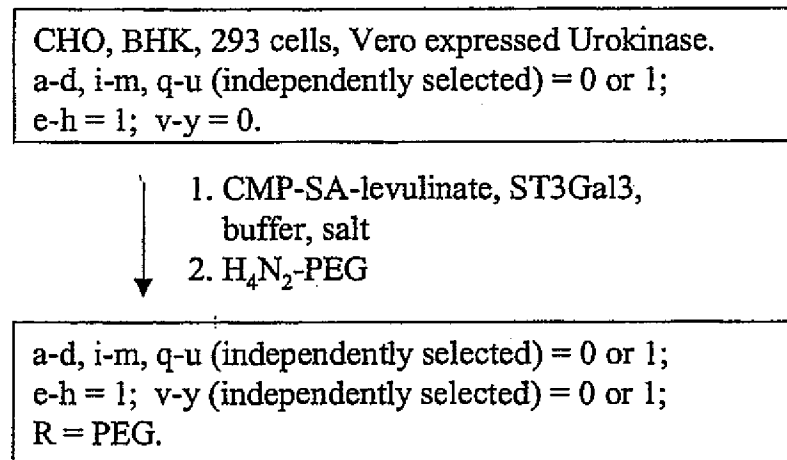 CHO, BHK, 293 cells, Vero expressed Urokinase.
a-d, i-m, q-u (independently selected) = 0 or 1;
e-h = 1; v-y = 0.
1. CMP-SA-levulinate, ST3Gal3,
buffer, salt
2. H₄N₂-PEG
a-d, i-m, q-u (independently selected) = 0 or 1;
e-h = 1; v-y (independently selected) = 0 or 1;
R = PEG.